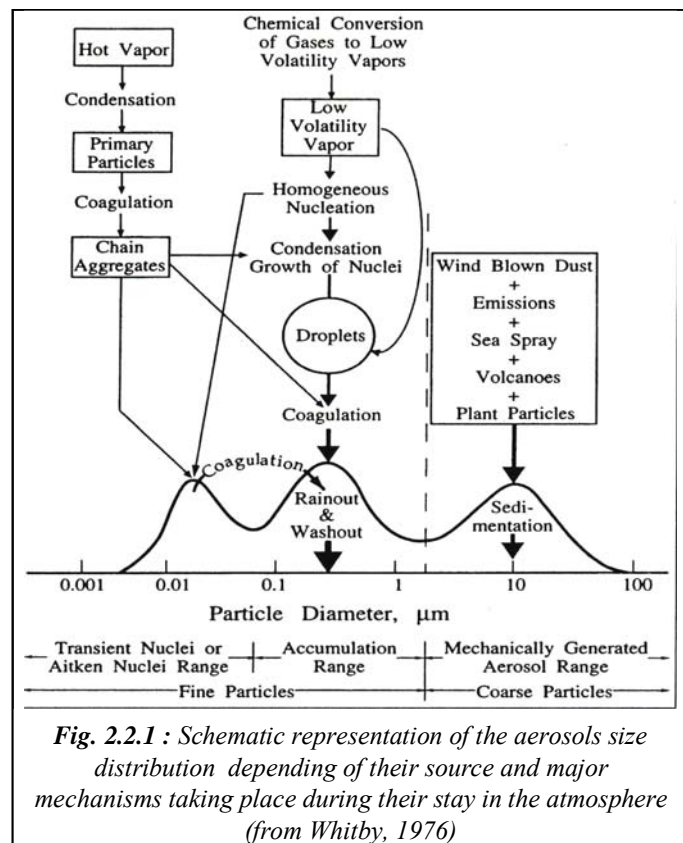 Hot Vapor
Condensation
Primary
Particles
Coagulation
Chain
Aggregates
Chemical Conversion
of Gases to Low
Volatility Vapors
Low
Volatility
Vapor
Homogeneous
Nucleation
Condensation
Growth of Nuclei
Droplets
Coagulation
Wind Blown Dust
+
Emissions
+
Sea Spray
+
Volcanoes
+
Plant Particles
Coagulation
Rainout
&
Washout
Sedi-
mentation
0.001 0.01 0.1 1 10 100
Particle Diameter, μm
Transient Nuclei or
Aitken Nuclei Range
Accumulation
Range
Mechanically Generated
Aerosol Range
Fine Particles
Coarse Particles
Fig. 2.2.1 : Schematic representation of the aerosols size
distribution depending of their source and major
mechanisms taking place during their stay in the atmosphere
(from Whitby, 1976)